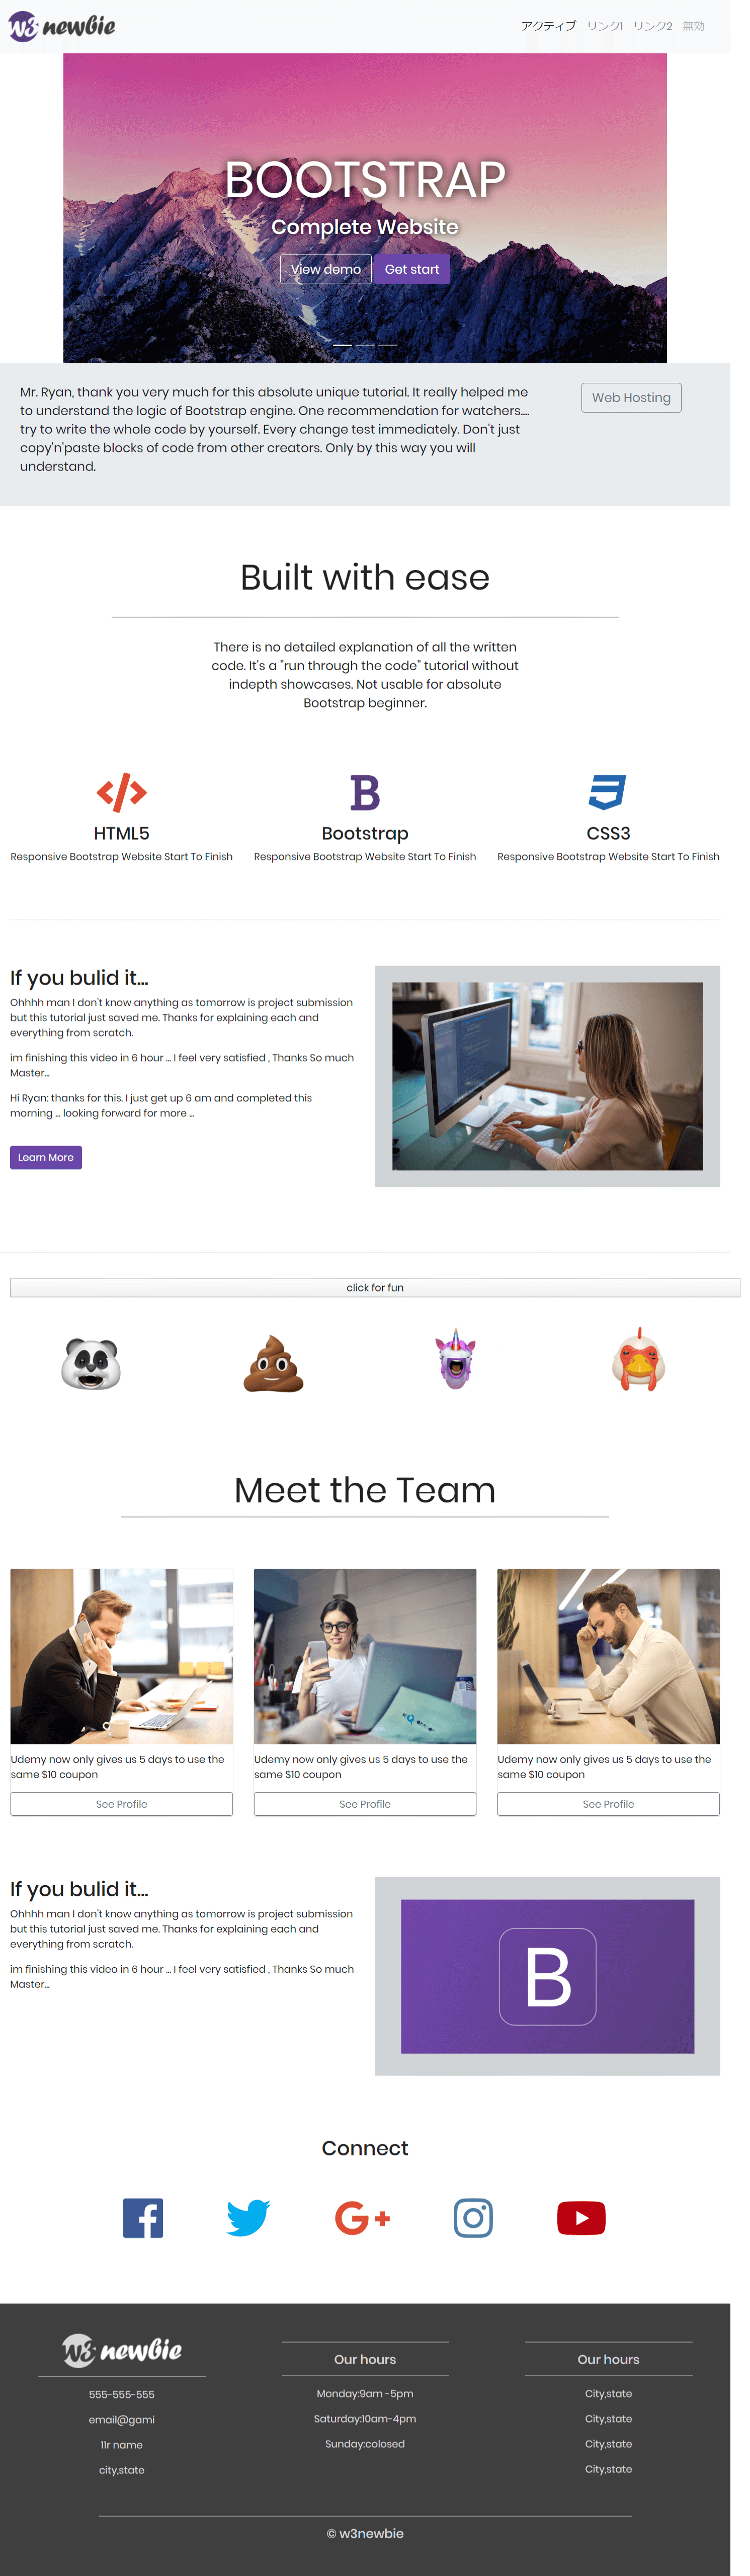 W3 newbie
アクティブ リンク1 リンク2 無効
BOOTSTRAP
Complete Website
View demo Get start
Mr. Ryan, thank you very much for this absolute unique tutorial. It really helped me
to understand the logic of Bootstrap engine. One recommendation for watchers....
try to write the whole code by yourself. Every change test immediately. Don't just
copy'n'paste blocks of code from other creators. Only by this way you will
understand.
Web Hosting
Built with ease
There is no detailed explanation of all the written
code. It's a "run through the code" tutorial without
indepth showcases. Not usable for absolute
Bootstrap beginner.
HTML5
Responsive Bootstrap Website Start To Finish
B
Bootstrap
Responsive Bootstrap Website Start To Finish
3
CSS3
Responsive Bootstrap Website Start To Finish
If you bulid it...
Ohhhh man I don't know anything as tomorrow is project submission
but this tutorial just saved me. Thanks for explaining each and
everything from scratch.
im finishing this video in 6 hour ... I feel very satisfied , Thanks So much
Master...
Hi Ryan: thanks for this. I just get up 6 am and completed this
morning ... looking forward for more ...
Learn More
click for fun
Meet the Team
Udemy now only gives us 5 days to use the
same $10 coupon
See Profile
Udemy now only gives us 5 days to use the
same $10 coupon
See Profile
Udemy now only gives us 5 days to use the
same $10 coupon
See Profile
If you bulid it...
Ohhhh man I don't know anything as tomorrow is project submission
but this tutorial just saved me. Thanks for explaining each and
everything from scratch.
im finishing this video in 6 hour ... I feel very satisfied , Thanks So much
Master...
B
Connect
f
G+
W3 newbie
555-555-555
email@gami
11r name
city,state
Our hours
Monday:9am -5pm
Saturday:10am-4pm
Sunday:colosed
Our hours
City,state
City,state
City,state
City,state
© w3newbie